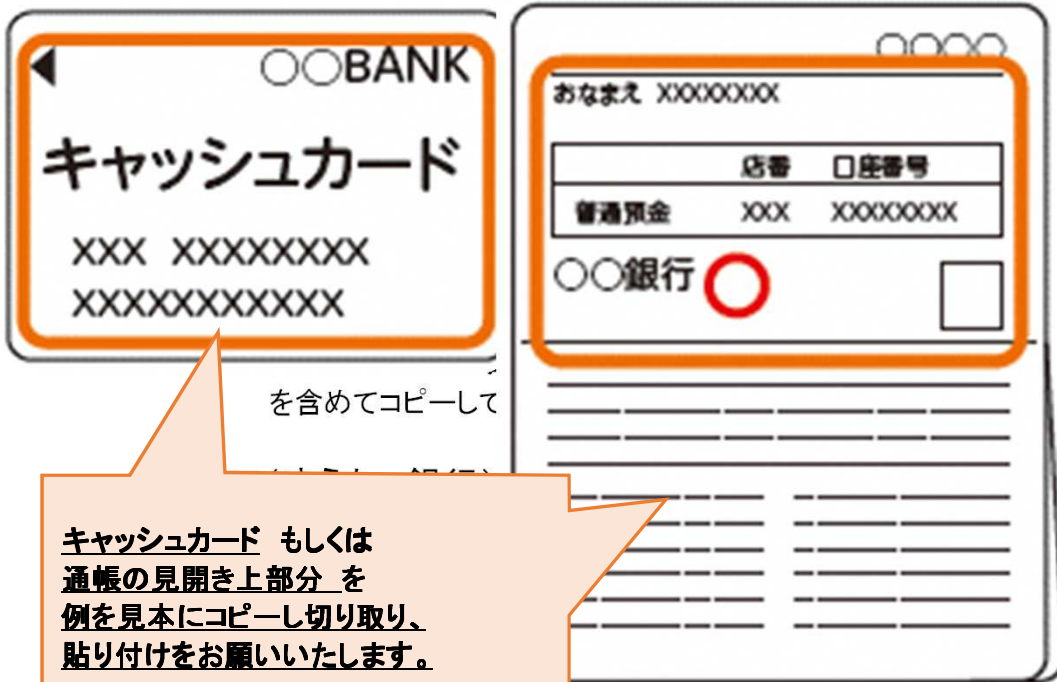 ○○BANK
キャッシュカード
XXX XXXXXXXX
XXXXXXXXXXX
○○○○
おなまえ XXXXXXXX
店番 口座番号
普通預金 XXX XXXXXXXX
○○銀行
を含めてコピーして
キャッシュカード もしくは
通帳の見開き上部分 を
例を見本にコピーし切り取り、
貼り付けをお願いいたします。